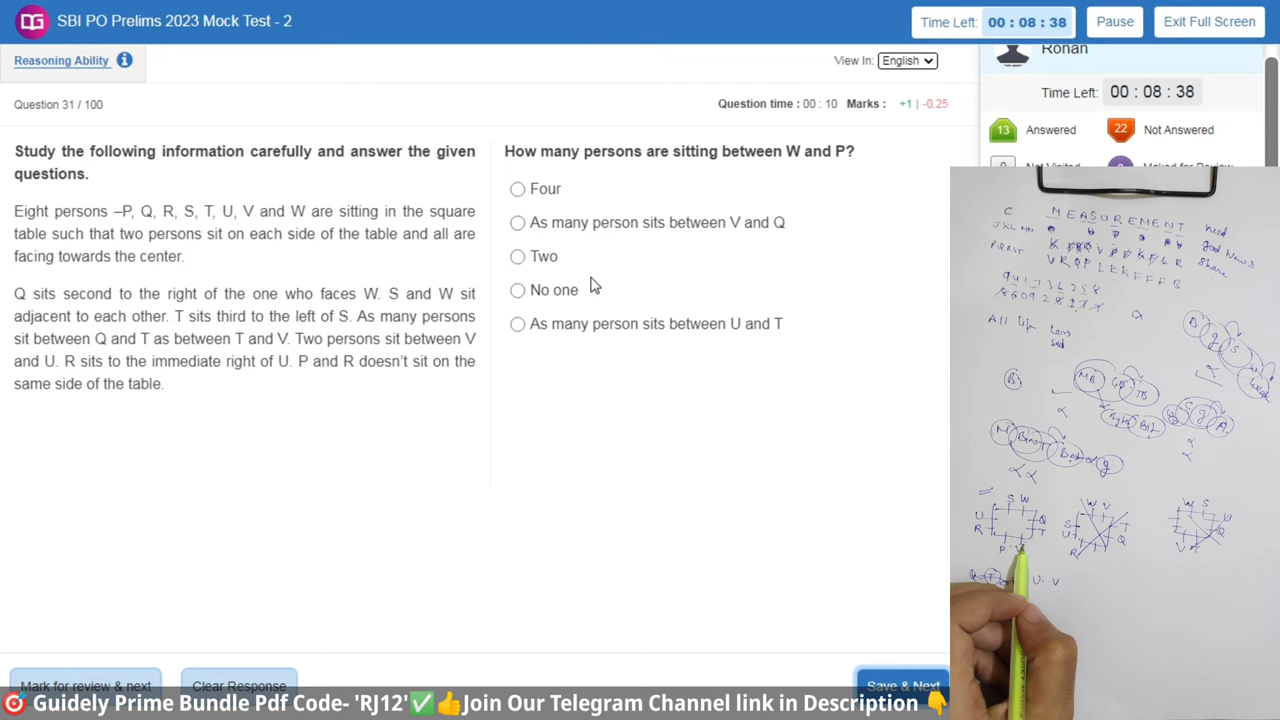 SBI PO Prelims 2023 Mock Test - 2
Time Left: 00 : 08 : 38
Pause
Exit Full Screen
Reasoning Ability
View In: English
Ronan
Question 31 / 100
Question time : 00 : 10 Marks : +1 | -0.25
Time Left: 00 : 08 : 38
13 Answered
22 Not Answered
Study the following information carefully and answer the given
questions.
Eight persons –P, Q, R, S, T, U, V and W are sitting in the square
table such that two persons sit on each side of the table and all are
facing towards the center.
Q sits second to the right of the one who faces W. S and W sit
adjacent to each other. T sits third to the left of S. As many persons
sit between Q and T as between T and V. Two persons sit between V
and U. R sits to the immediate right of U. P and R doesn't sit on the
same side of the table.
How many persons are sitting between W and P?
Four
As many person sits between V and Q
Two
No one
As many person sits between U and T
Mark for review & next
Clear Response
Save & Next
C MEASUREMENT
PQRST
All
S W
U Q
R T
P V
W V
S T
U Q
R
W S
U
Q
V
U . . V
Guidely Prime Bundle Pdf Code- 'RJ12'✅👍Join Our Telegram Channel link in Description 👇